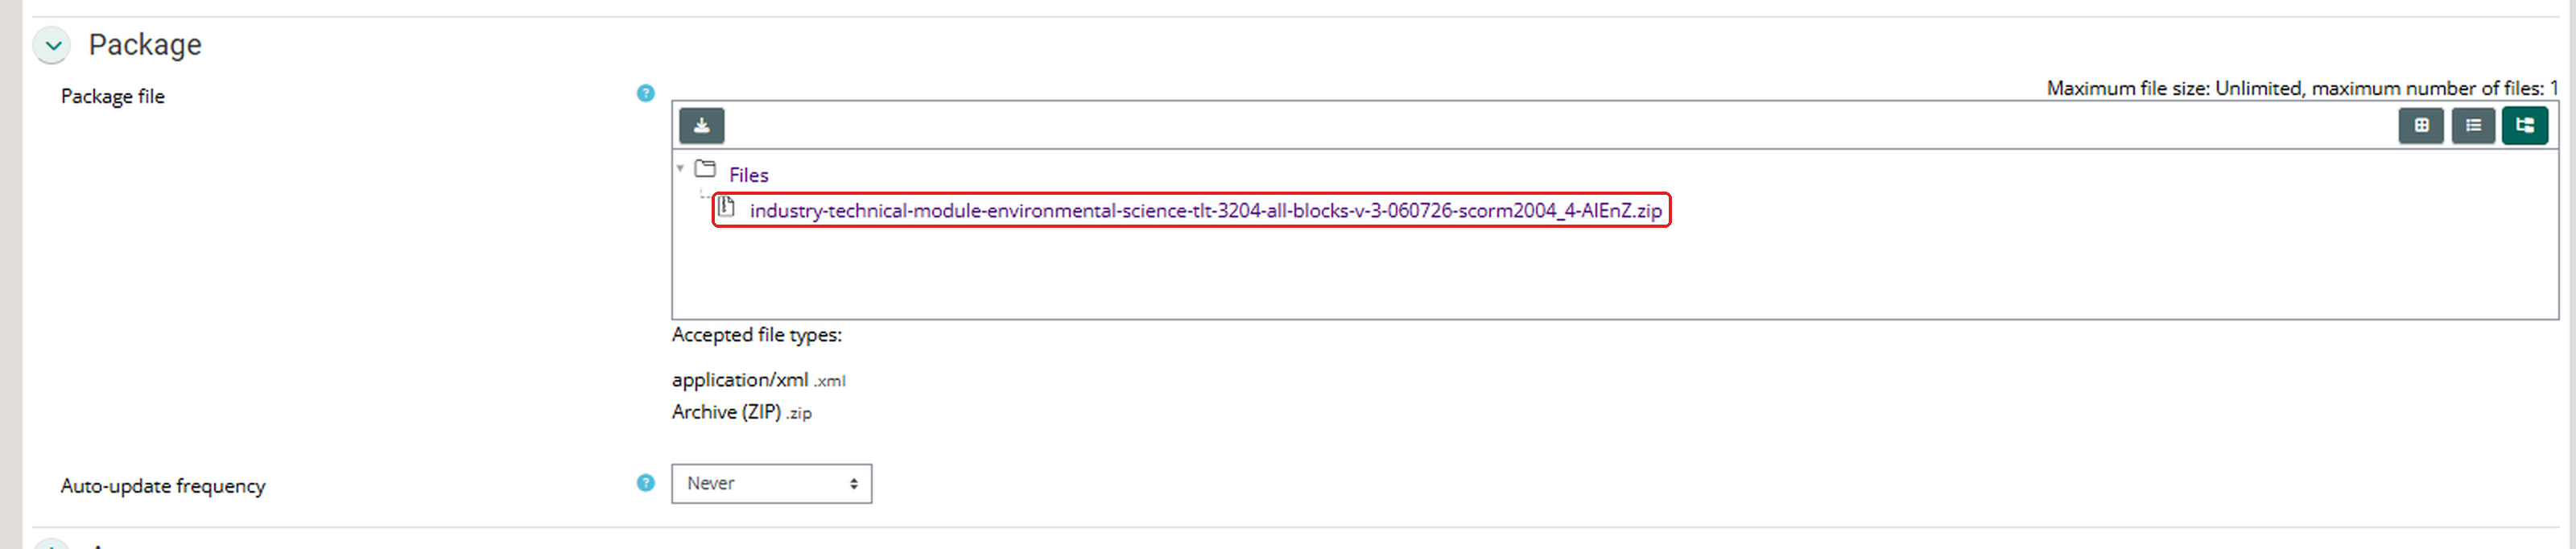 Package
Package file
Maximum file size: Unlimited, maximum number of files: 1
Files
industry-technical-module-environmental-science-tlt-3204-all-blocks-v-3-060726-scorm2004_4-AlEnZ.zip
Accepted file types:
application/xml .xml
Archive (ZIP) .zip
Auto-update frequency
Never